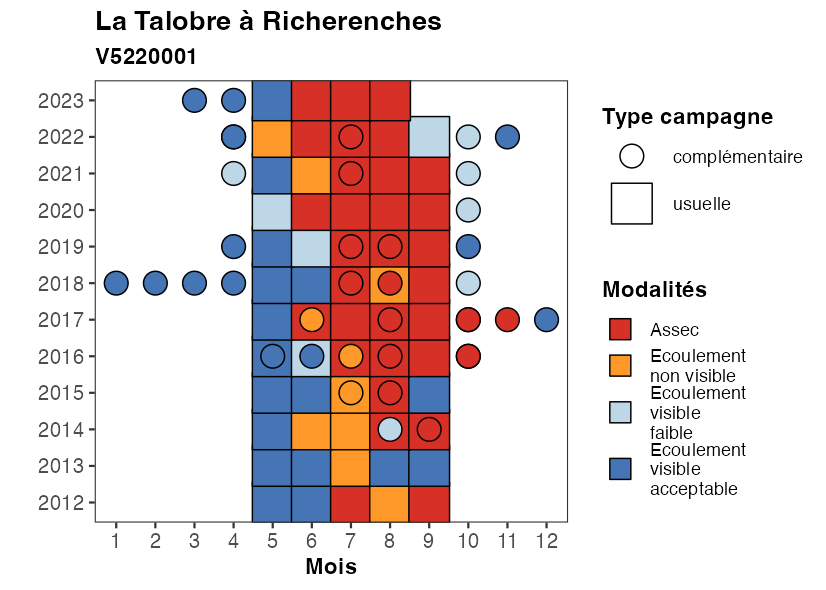 La Talobre à Richerenches
V5220001
2023
2022
2021
2020
2019
2018
2017
2016
2015
2014
2013
2012
1 2 3 4 5 6 7 8 9 10 11 12
Mois
Type campagne
complémentaire
usuelle
Modalités
Assec
Ecoulement
non visible
Ecoulement
visible
faible
Ecoulement
visible
acceptable